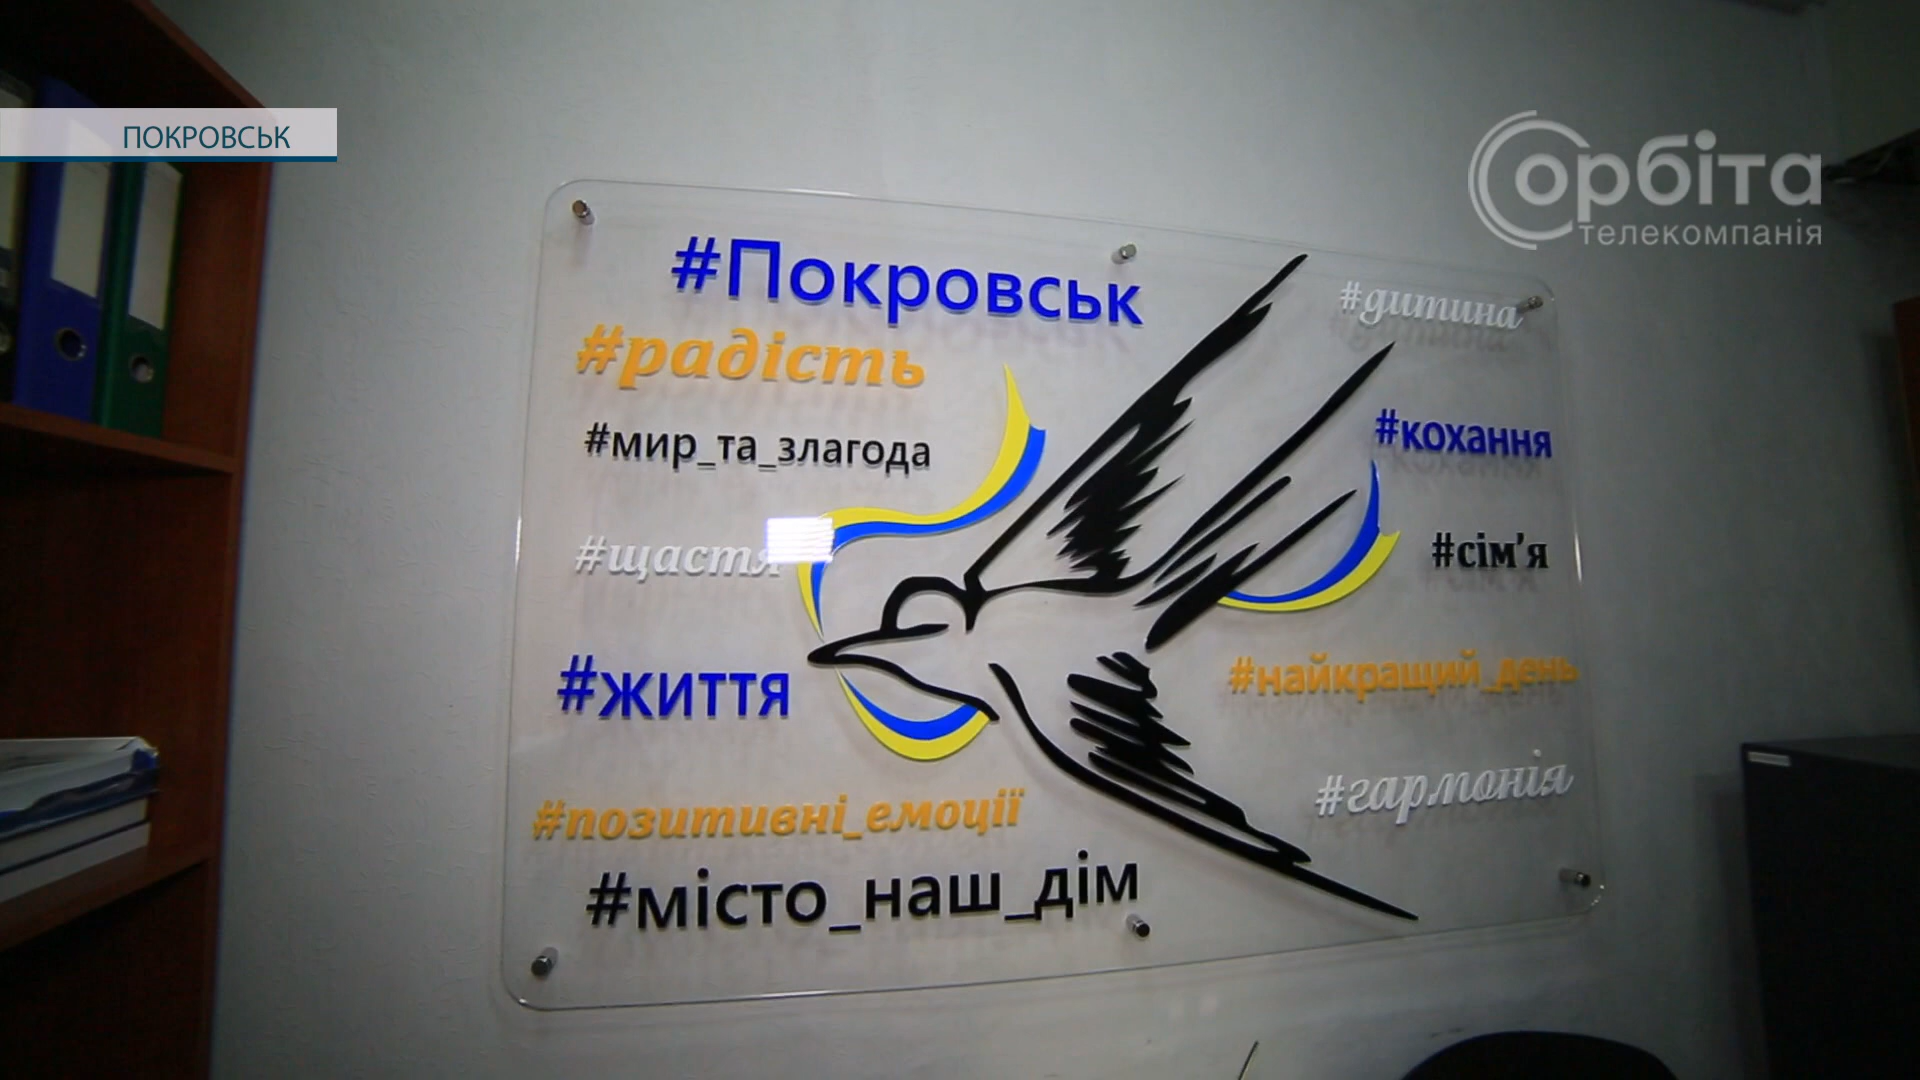 ПОКРОВСЬК
орбіта
телекомпанія
#Покровськ
#радість
#мир_та_злагода
#щастя
#життя
#позитивні_емоції
#місто_наш_дім
#дитина
#кохання
#сім'я
#найкращий_день
#гармонія